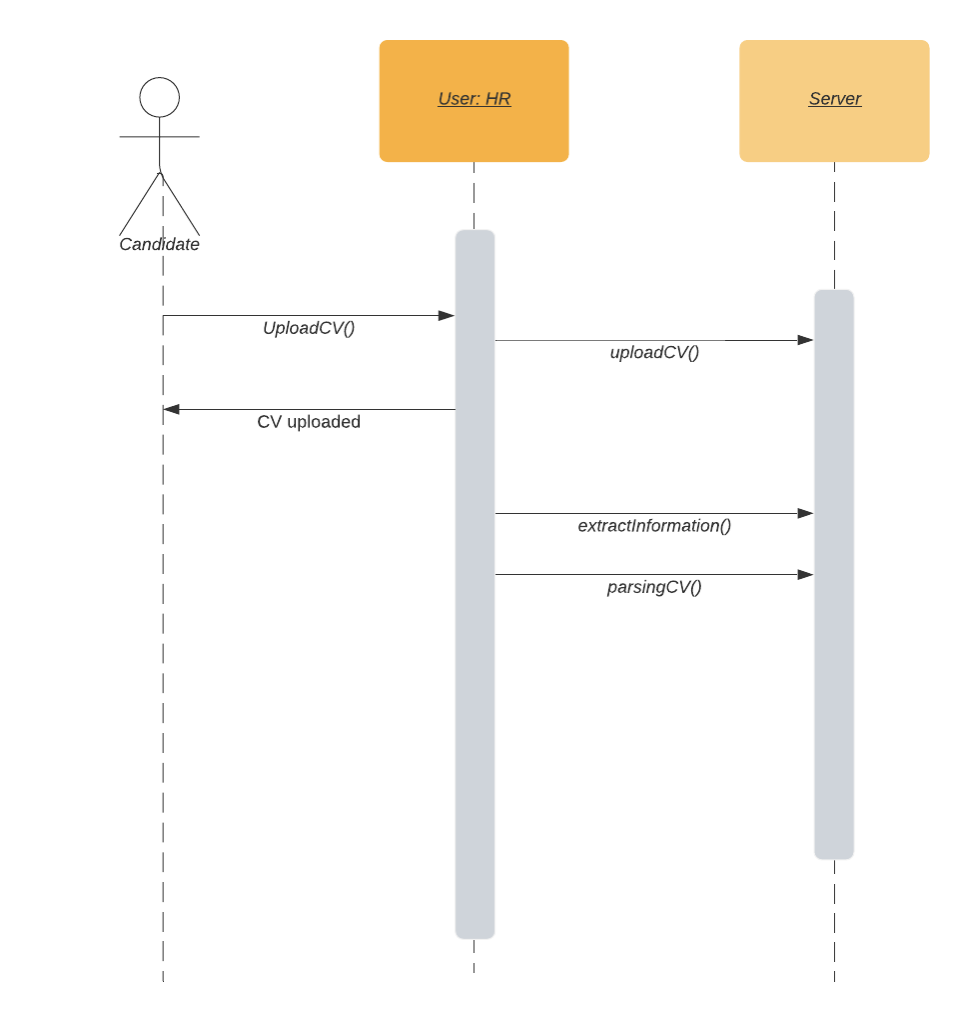 User: HR
Server
Candidate
UploadCV()
uploadCV()
CV uploaded
extractInformation()
parsingCV()